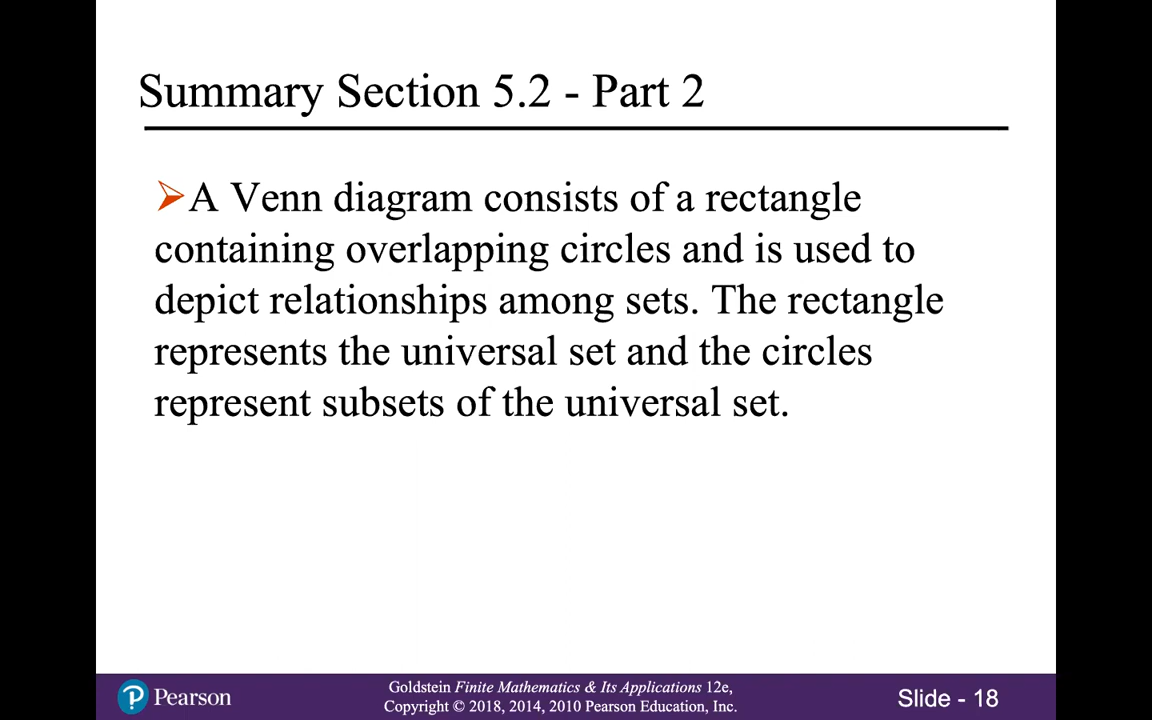 Summary Section 5.2 - Part 2
A Venn diagram consists of a rectangle
containing overlapping circles and is used to
depict relationships among sets. The rectangle
represents the universal set and the circles
represent subsets of the universal set.
Pearson
Goldstein Finite Mathematics & Its Applications 12e,
Copyright © 2018, 2014, 2010 Pearson Education, Inc.
Slide - 18